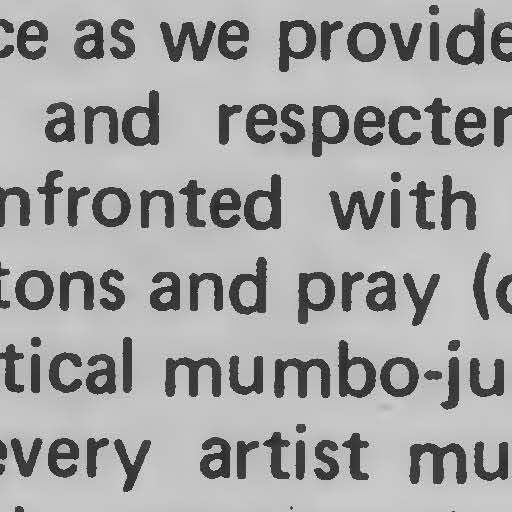 ce as we provide
and respecter
nfronted with
tons and pray (
tical mumbo-ju
every artist mu